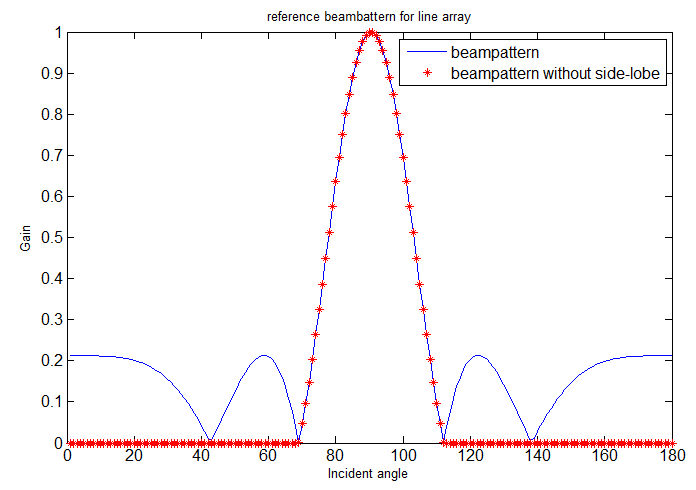 reference beambattern for line array
beampattern
beampattern without side-lobe
1
0.9
0.8
0.7
0.6
0.5
0.4
0.3
0.2
0.1
0
Gain
0 20 40 60 80 100 120 140 160 180
Incident angle